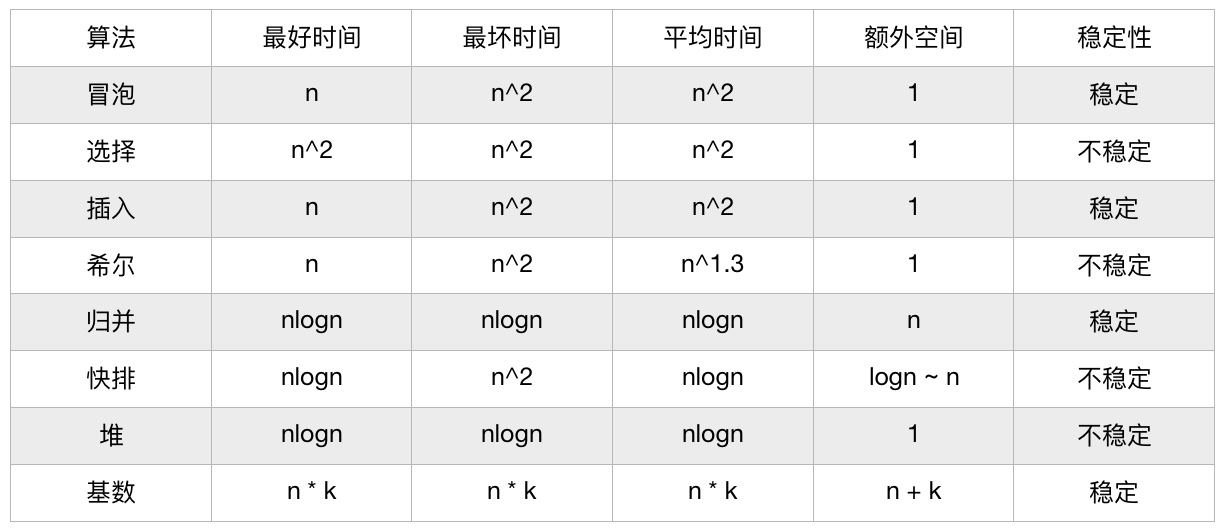 算法 最好时间 最坏时间 平均时间 额外空间 稳定性
冒泡 n n^2 n^2 1 稳定
选择 n^2 n^2 n^2 1 不稳定
插入 n n^2 n^2 1 稳定
希尔 n n^2 n^1.3 1 不稳定
归并 nlogn nlogn nlogn n 稳定
快排 nlogn n^2 nlogn logn ~ n 不稳定
堆 nlogn nlogn nlogn 1 不稳定
基数 n * k n * k n * k n + k 稳定